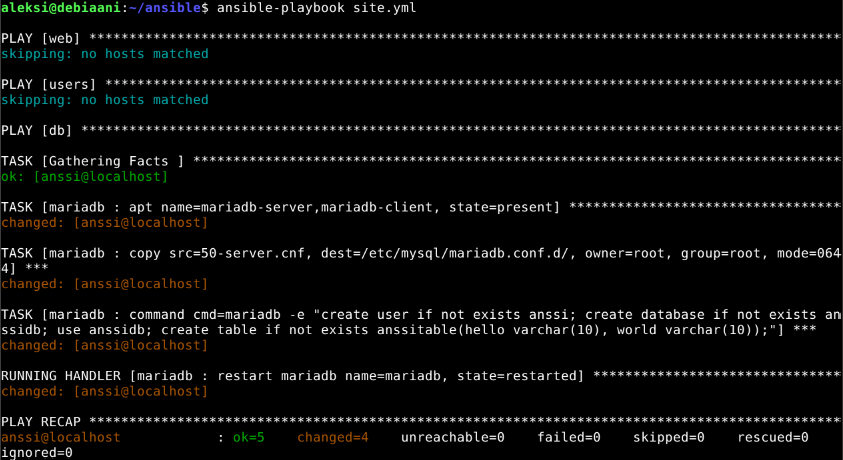 aleksi@debiaani:~/ansible$ ansible-playbook site.yml
PLAY [web] ***********************************************************************************************
skipping: no hosts matched
PLAY [users] *********************************************************************************************
skipping: no hosts matched
PLAY [db] ************************************************************************************************
TASK [Gathering Facts ] **********************************************************************************
ok: [anssi@localhost]
TASK [mariadb : apt name=mariadb-server,mariadb-client, state=present] ***********************************
changed: [anssi@localhost]
TASK [mariadb : copy src=50-server.cnf, dest=/etc/mysql/mariadb.conf.d/, owner=root, group=root, mode=064
4] ***
changed: [anssi@localhost]
TASK [mariadb : command cmd=mariadb -e "create user if not exists anssi; create database if not exists an
ssidb; use anssidb; create table if not exists anssitable(hello varchar(10), world varchar(10));"] ***
changed: [anssi@localhost]
RUNNING HANDLER [mariadb : restart mariadb name=mariadb, state=restarted] ********************************
changed: [anssi@localhost]
PLAY RECAP ***********************************************************************************************
anssi@localhost            : ok=5    changed=4    unreachable=0    failed=0    skipped=0    rescued=0
ignored=0